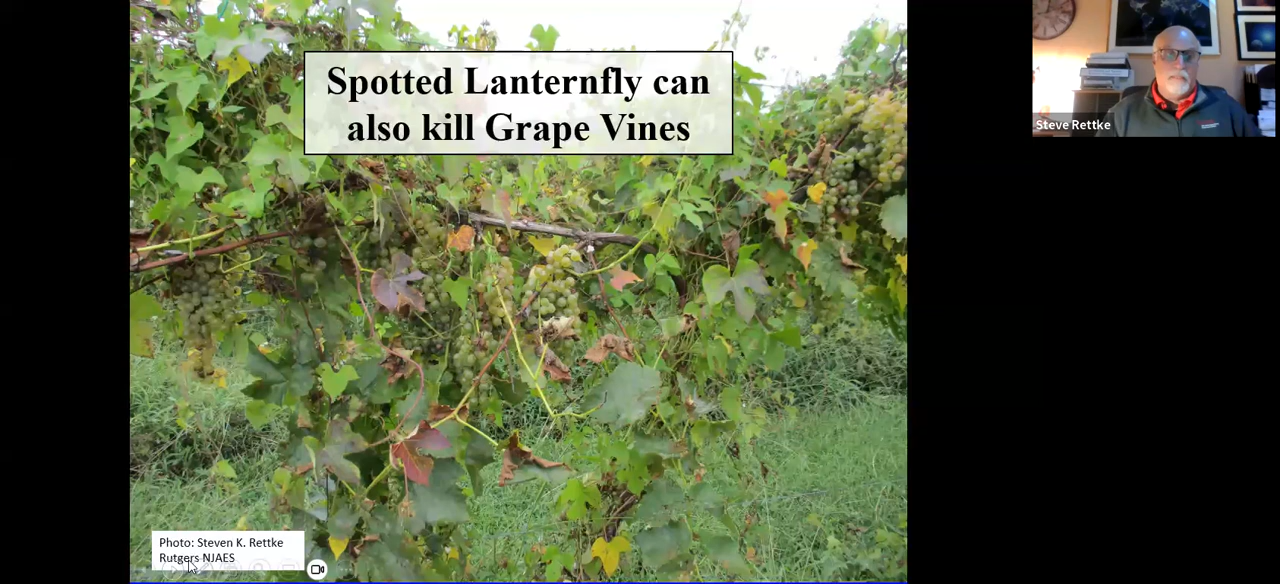 Spotted Lanternfly can
also kill Grape Vines
Steve Rettke
Photo: Steven K. Rettke
Rutgers NJAES